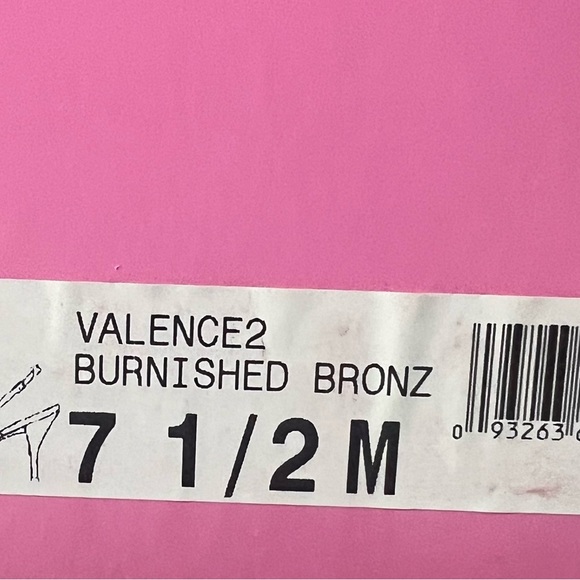 VALENCE2
BURNISHED BRONZ
7 1/2 M
0 93263